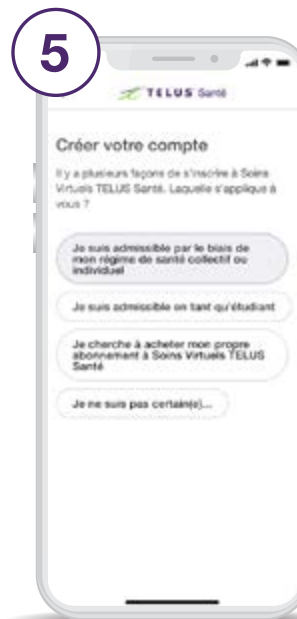 5
TELUS Santé
Créer votre compte
Il y a plusieurs façons de s'inscrire à Soins
Virtuels TELUS Santé. Laquelle s'applique à
vous ?
Je suis admissible par le biais de
mon régime de santé collectif ou
individuel
Je suis admissible en tant qu'étudiant
Je cherche à acheter mon propre
abonnement à Soins Virtuels TELUS
Santé
Je ne suis pas certain(e)...